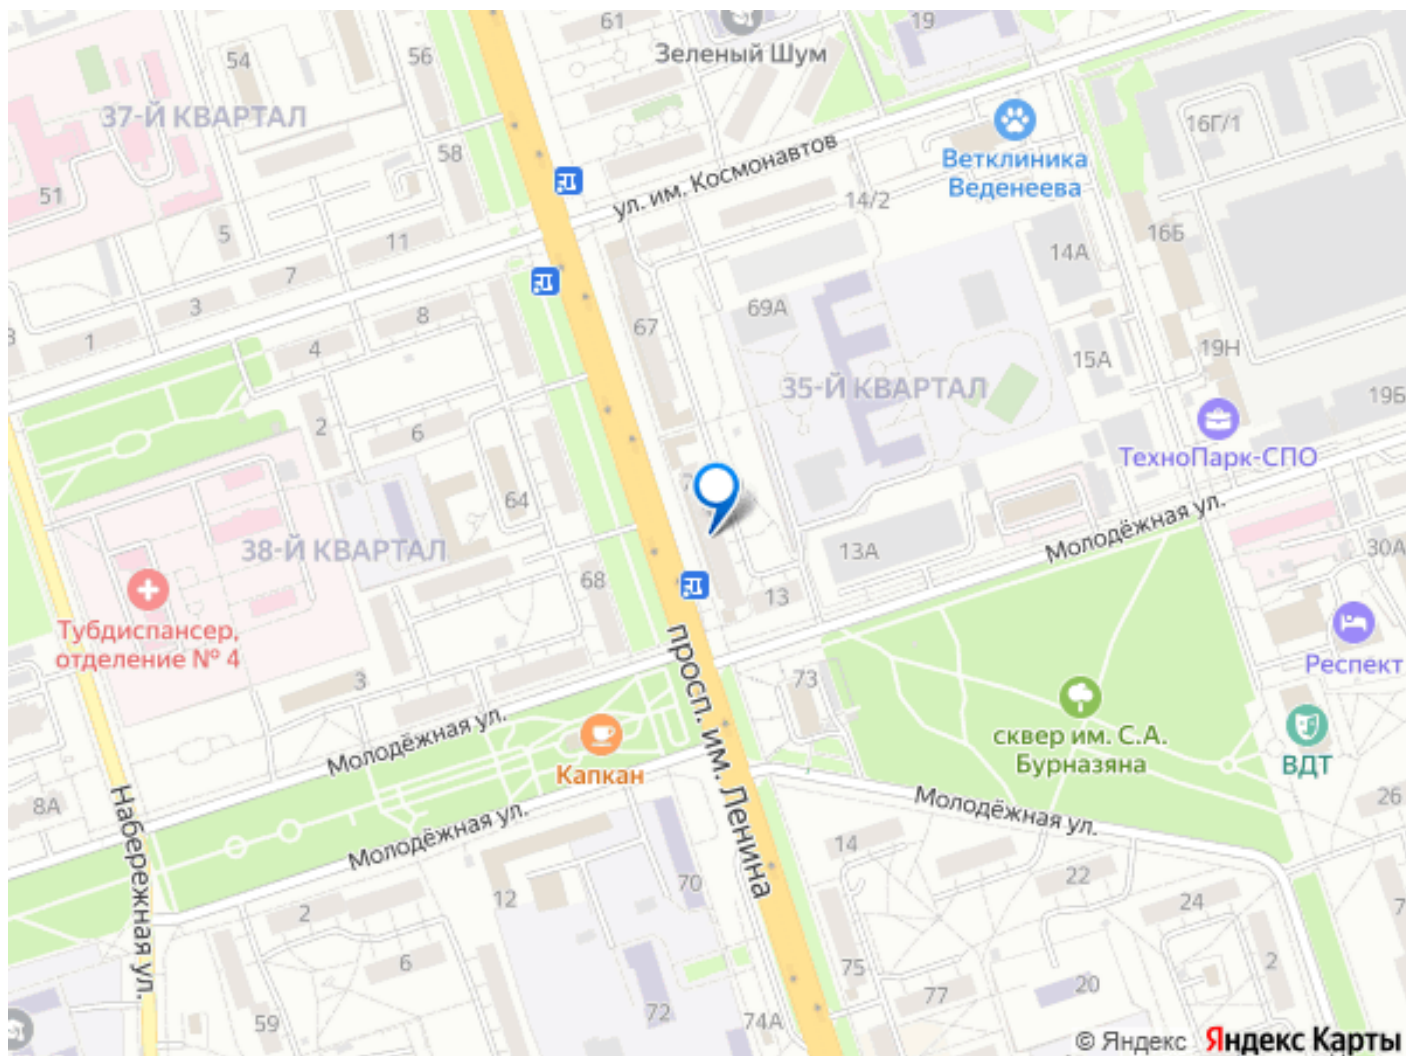 61
19
54
56
Зеленый Шум
37-Й КВАРТАЛ
16Г/1
58
ул. им. Космонавтов
Ветклиника
Веденеева
51
14/2
5
11
16Б
14А
7
3
69А
8
67
1
4
15А
19Н
35-Й КВАРТАЛ
19Б
2
6
ТехноПарк-СПО
64
Молодёжная ул.
38-Й КВАРТАЛ
13А
30А
68
13
Тубдиспансер,
отделение № 4
просп. им. Ленина
Респект
3
73
Молодёжная ул.
сквер им. С.А.
Бурназяна
ВДТ
Капкан
8А
Набережная ул.
Молодёжная ул.
Молодёжная ул.
26
14
70
12
22
24
2
7
6
75
2
77
20
59
72
74А
© Яндекс Яндекс Карты